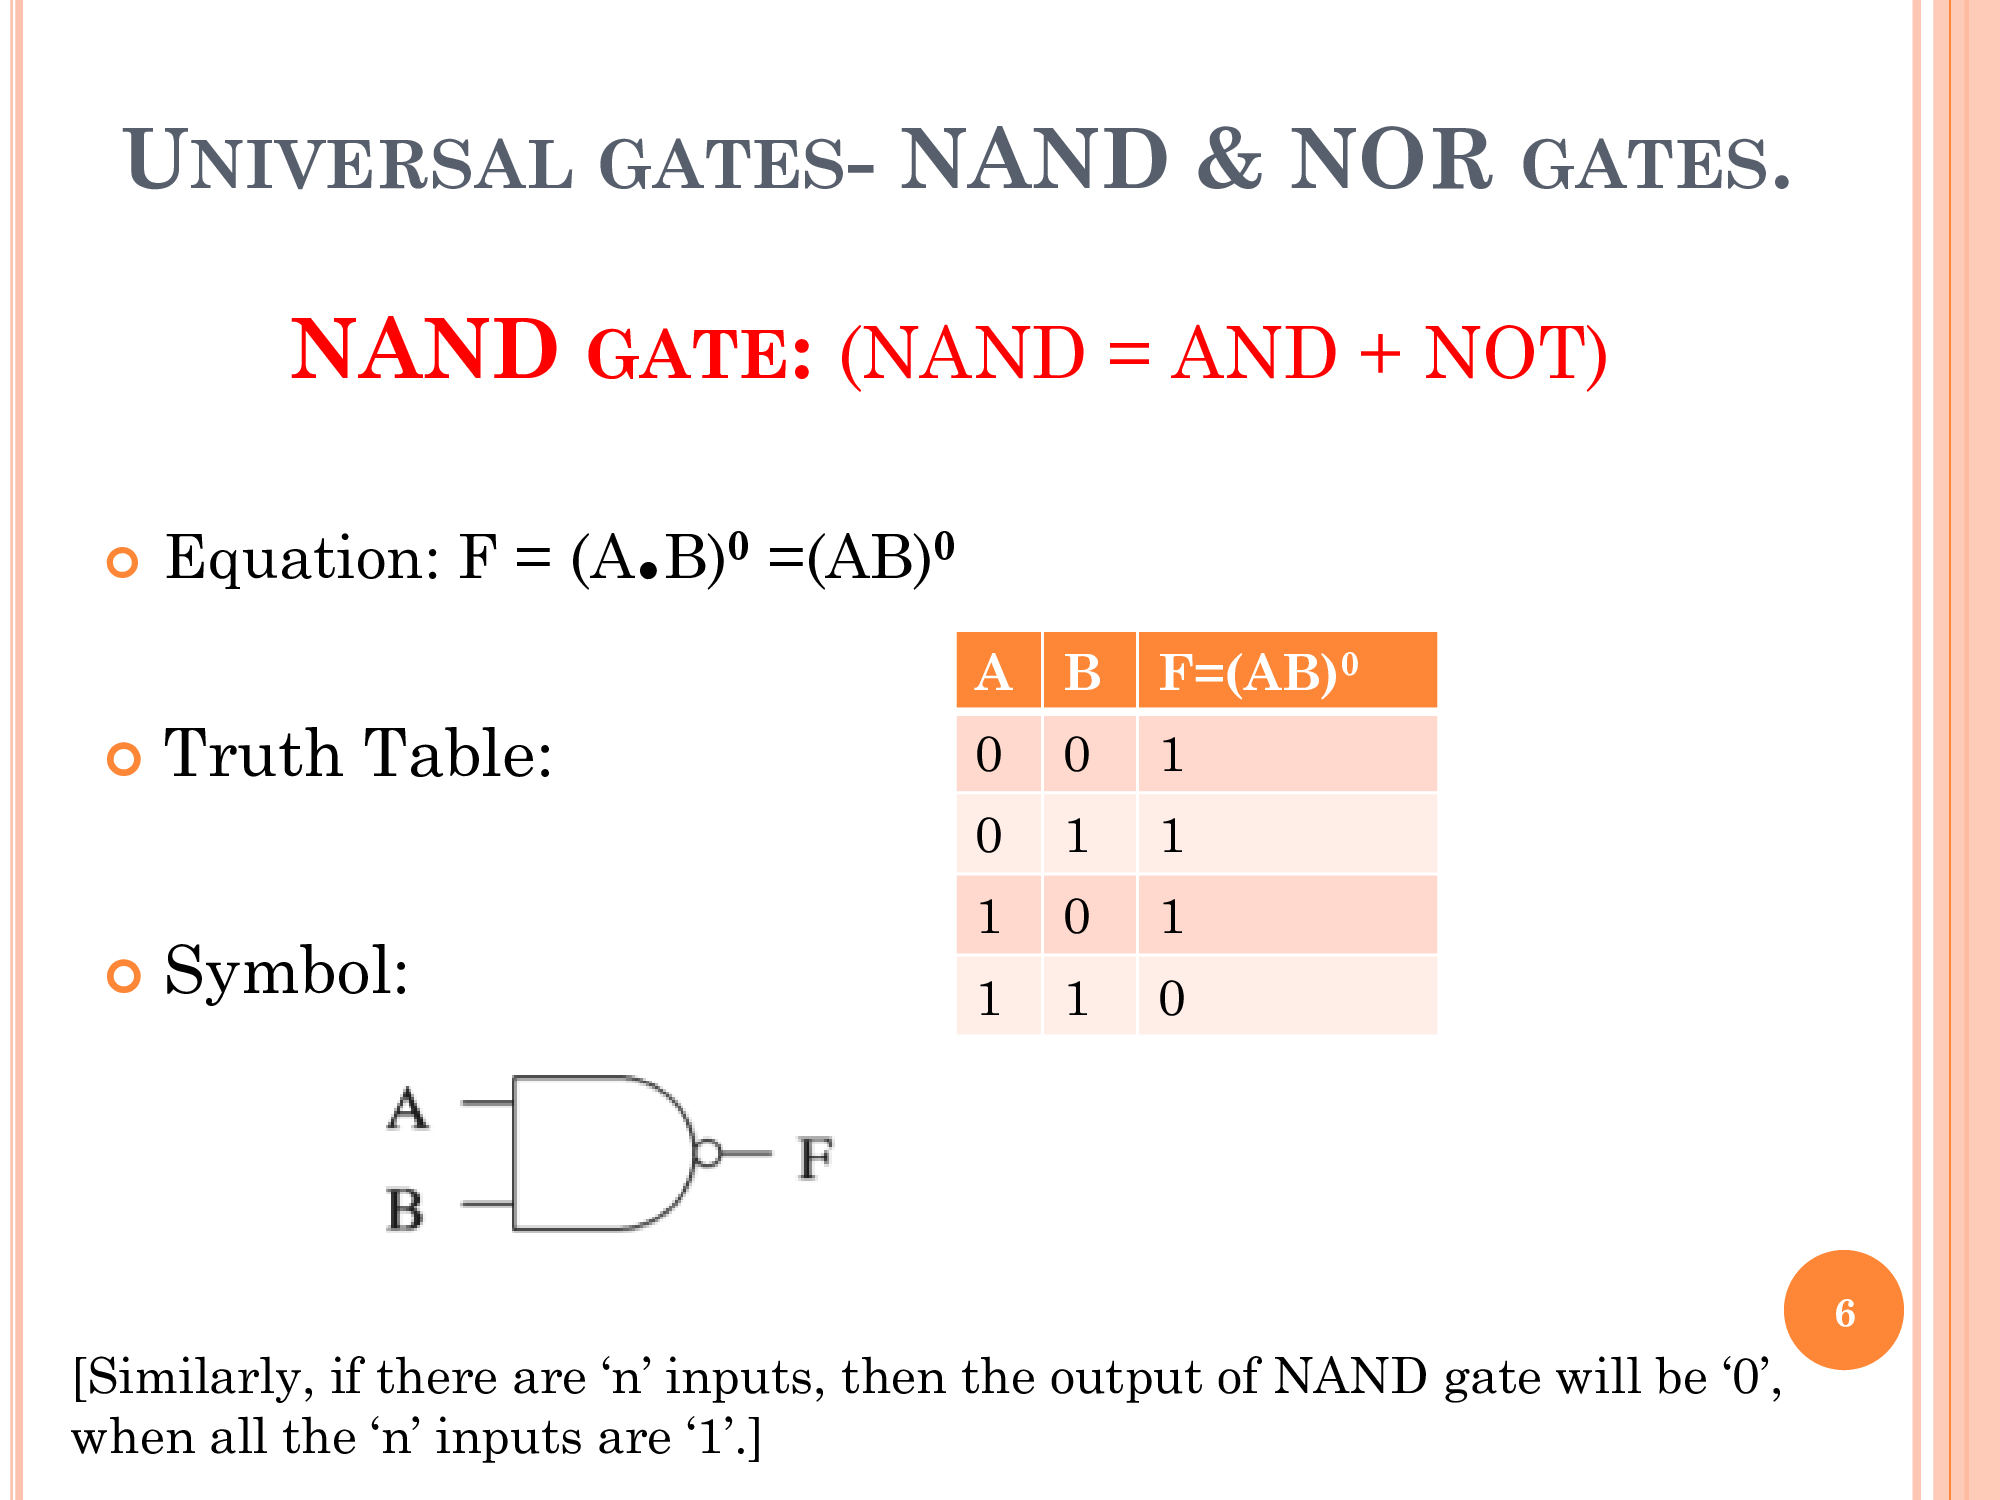 UNIVERSAL GATES- NAND & NOR GATES.
NAND GATE: (NAND = AND + NOT)
Equation: F = (A.B)⁰ =(AB)⁰
Truth Table:
A B F=(AB)⁰
0 0 1
0 1 1
1 0 1
1 1 0
Symbol:
A
B
F
6
[Similarly, if there are ‘n’ inputs, then the output of NAND gate will be ‘0’,
when all the ‘n’ inputs are ‘1’.]